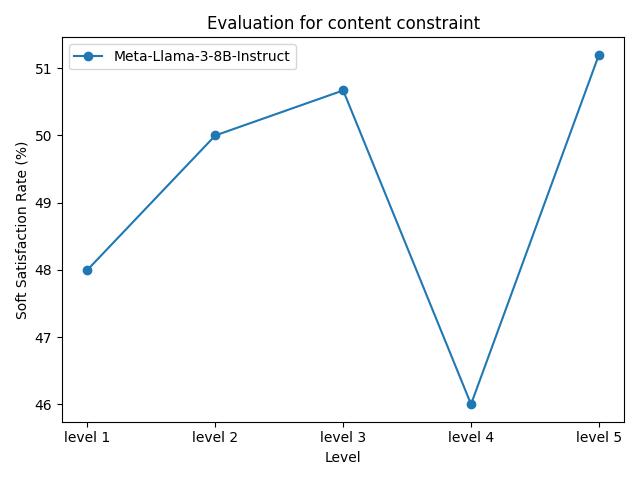 Evaluation for content constraint
Meta-Llama-3-8B-Instruct
Soft Satisfaction Rate (%)
51
50
49
48
47
46
level 1 level 2 level 3 level 4 level 5
Level